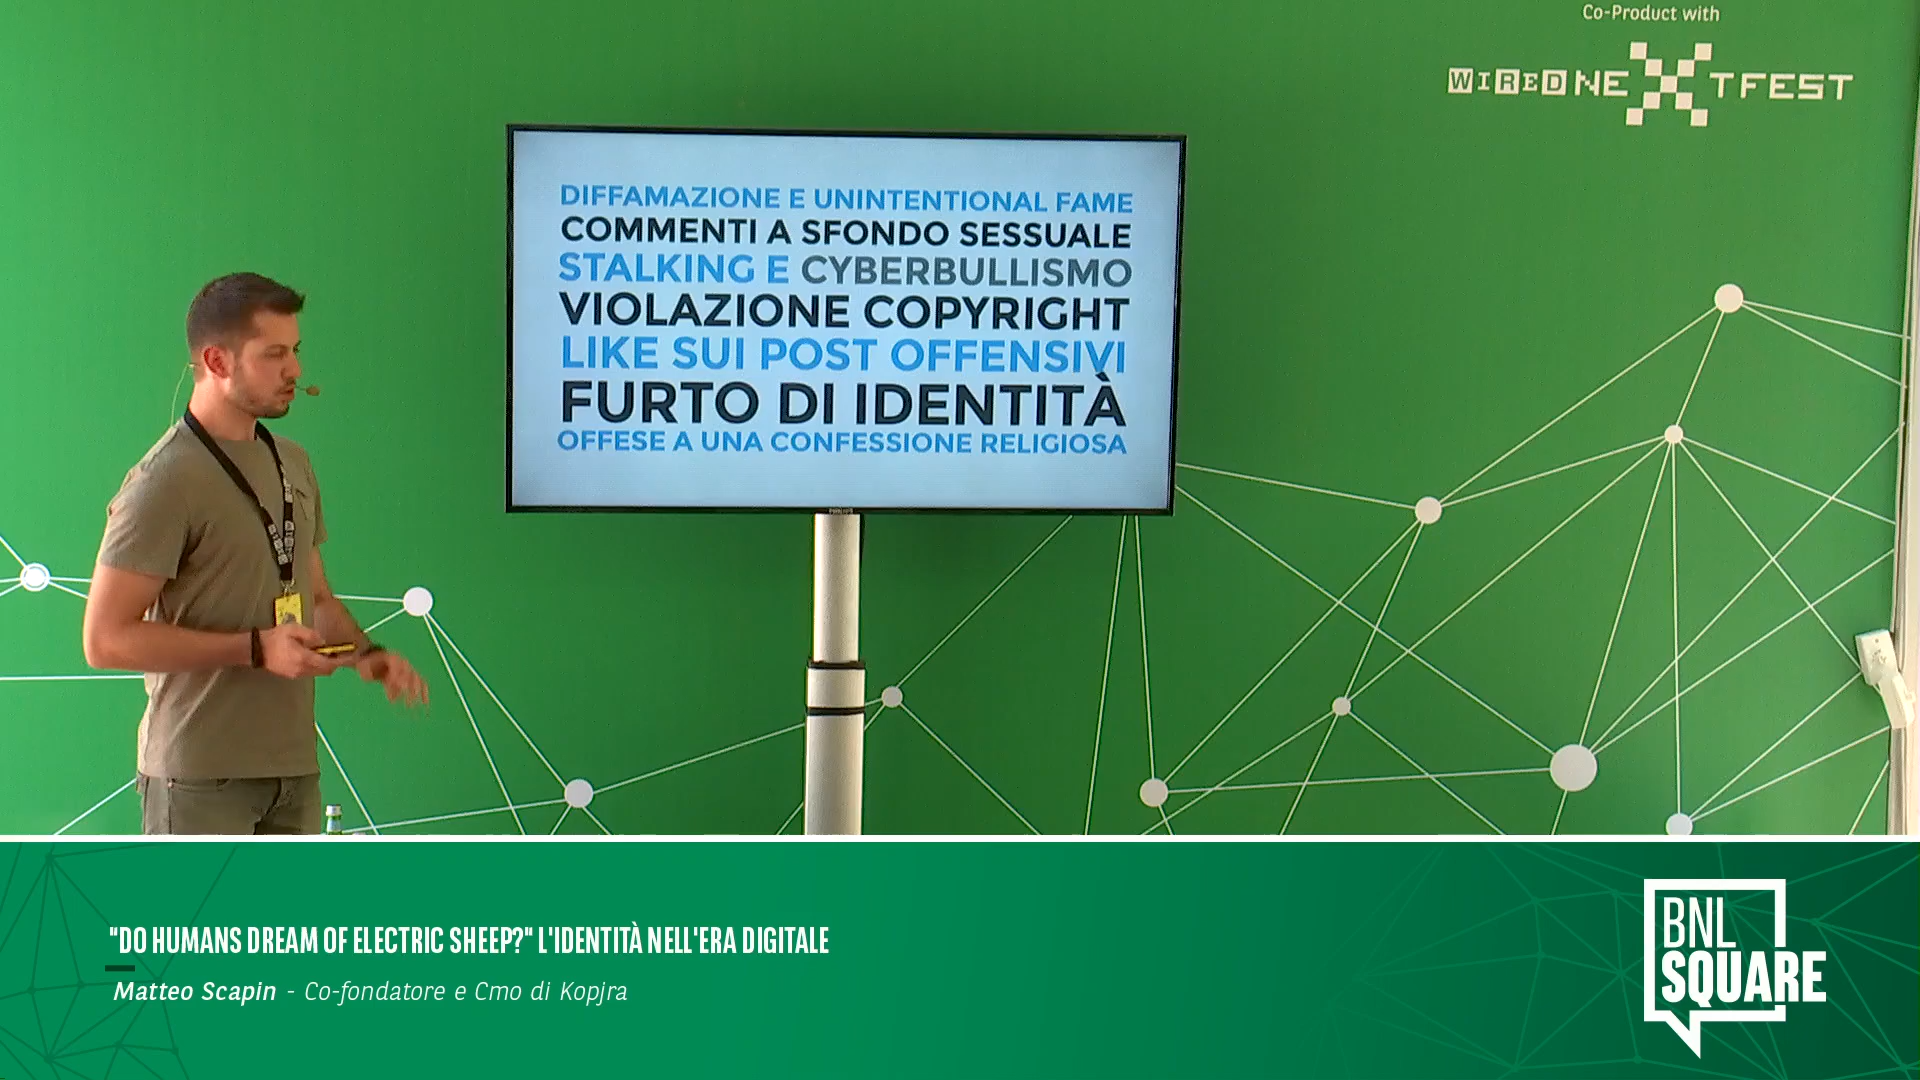 Co-Product with
WIRED NEXTFEST
DIFFAMAZIONE E UNINTENTIONAL FAME
COMMENTI A SFONDO SESSUALE
STALKING E CYBERBULLISMO
VIOLAZIONE COPYRIGHT
LIKE SUI POST OFFENSIVI
FURTO DI IDENTITÀ
OFFESE A UNA CONFESSIONE RELIGIOSA
"DO HUMANS DREAM OF ELECTRIC SHEEP?" L'IDENTITÀ NELL'ERA DIGITALE
Matteo Scapin - Co-fondatore e Cmo di Kopjra
BNL
SQUARE